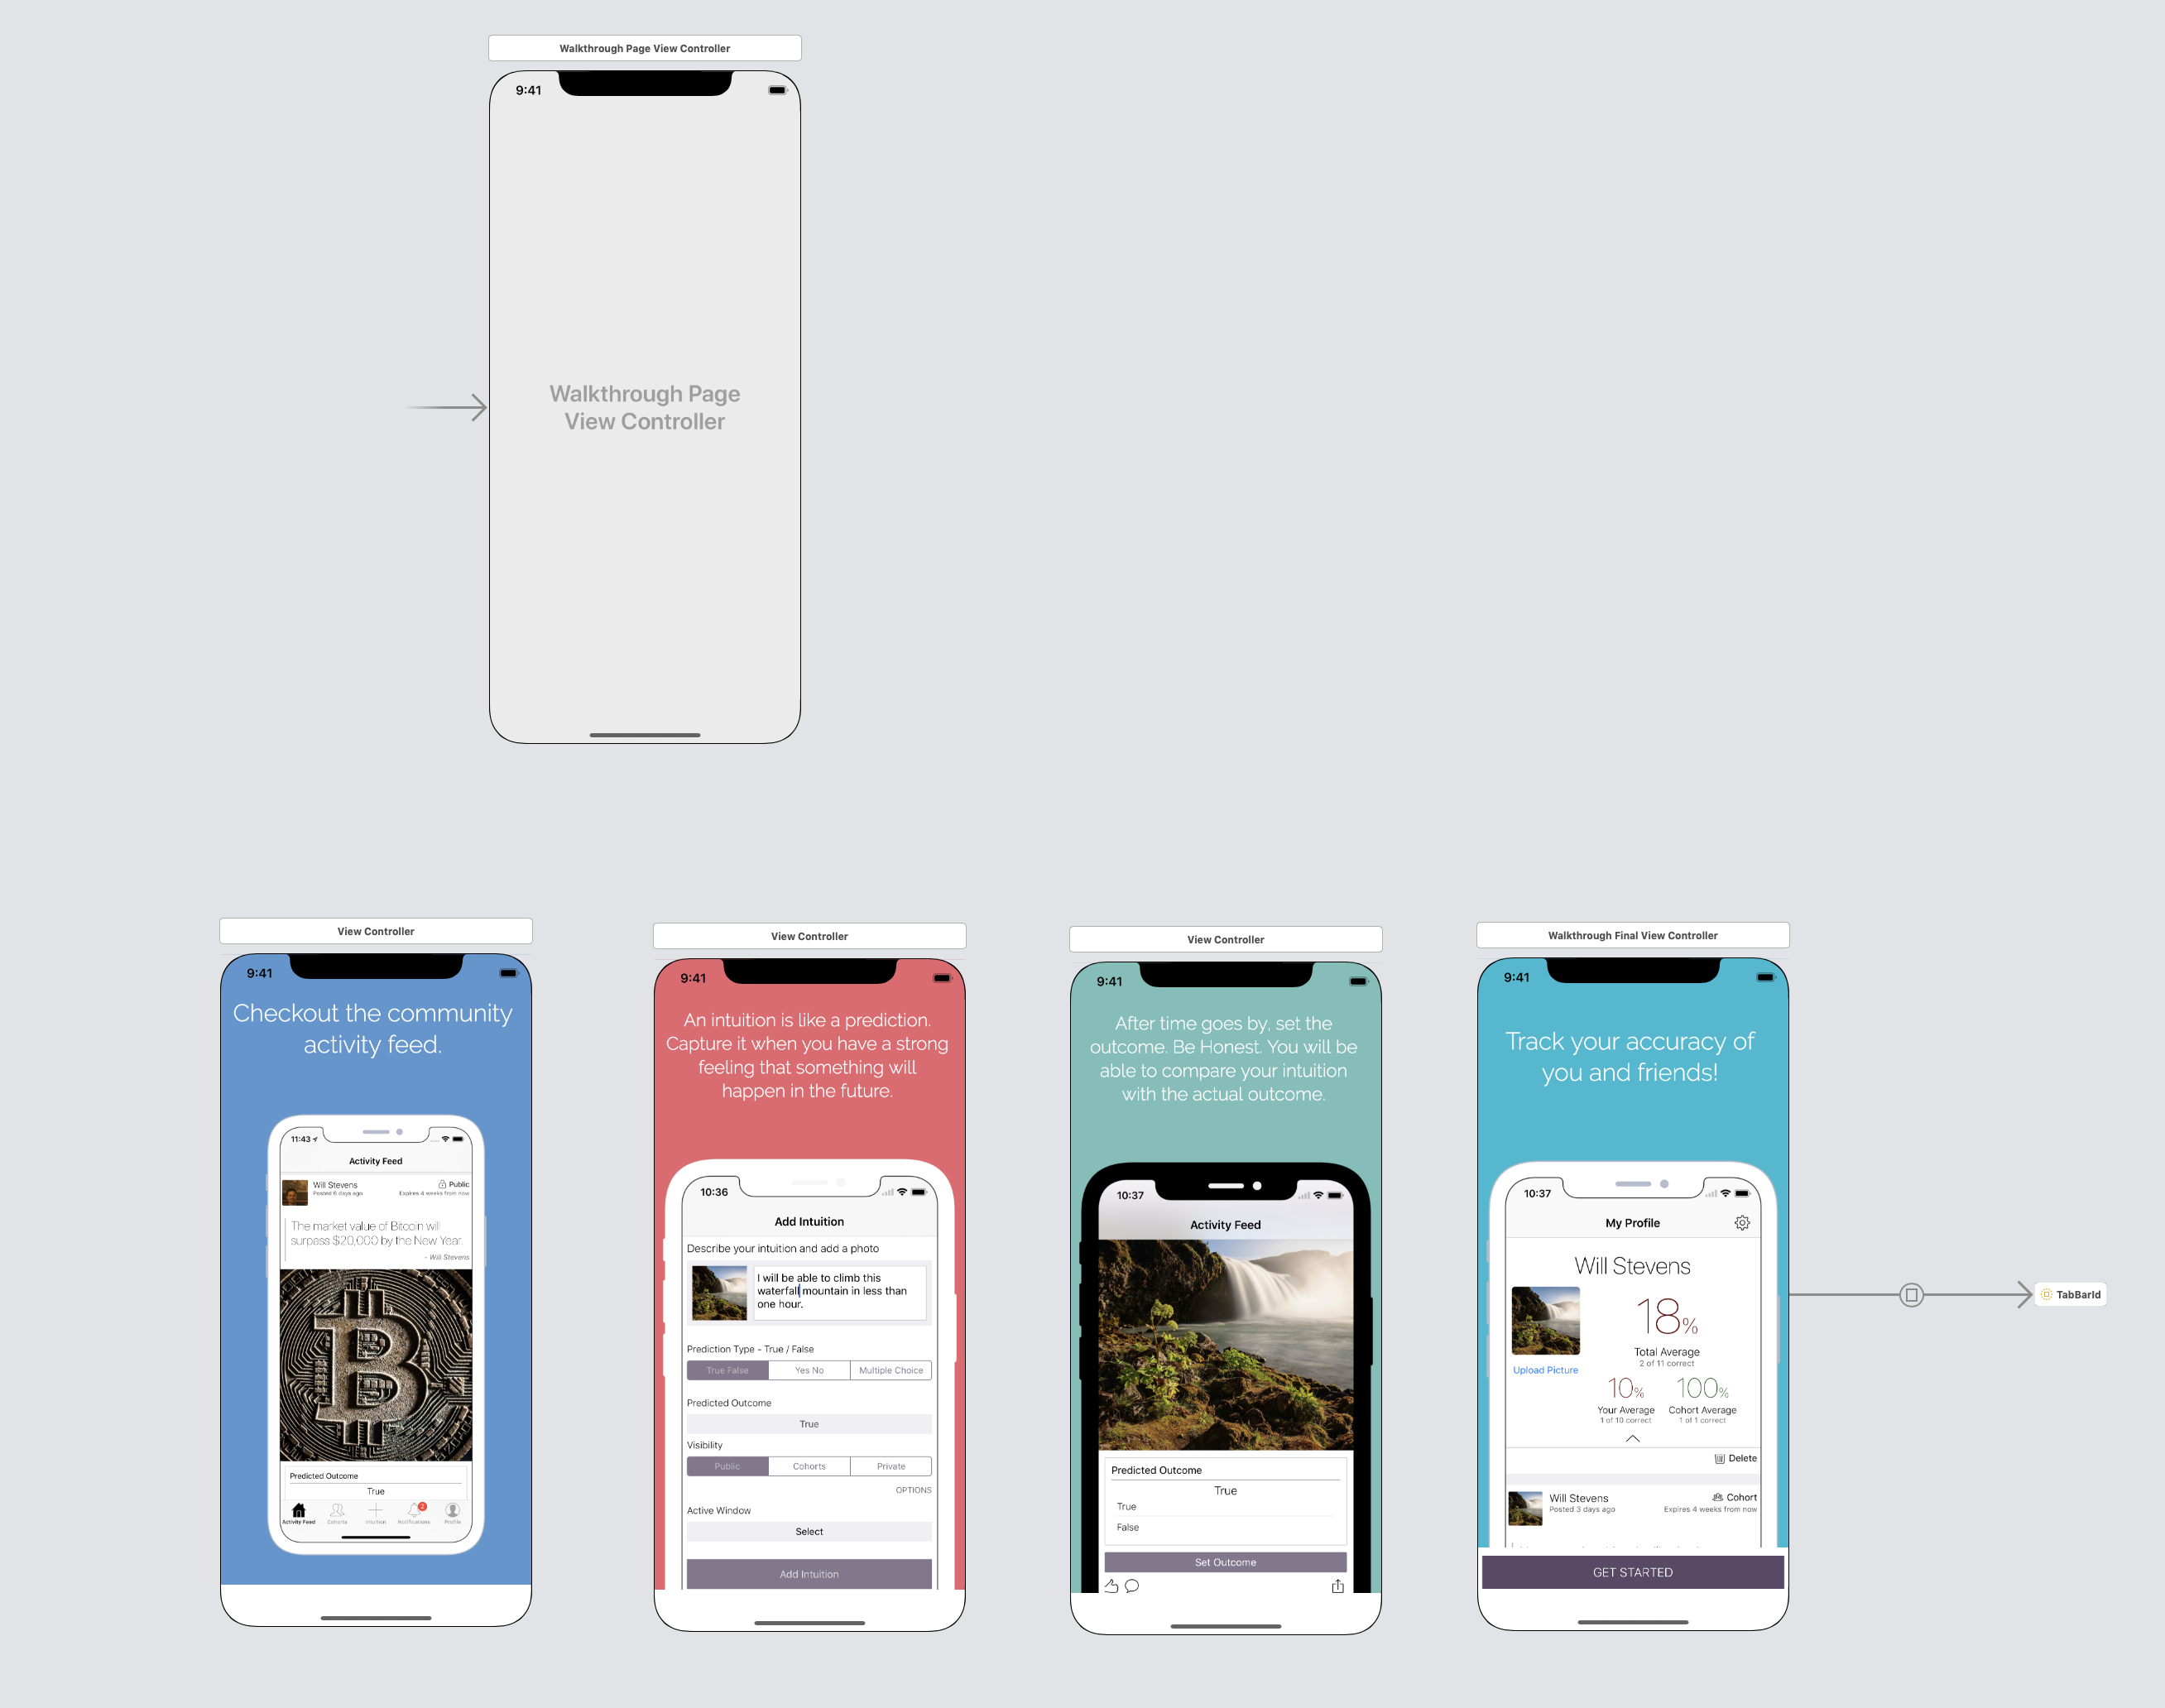 Walkthrough Page View Controller
9:41
Walkthrough Page
View Controller
View Controller
9:41
Checkout the community
activity feed.
11:43
Activity Feed
Will Stevens
Public
Posted 6 days ago
Expires 4 weeks from now
The market value of Bitcoin will
surpass $20,000 by the New Year.
- Will Stevens
Predicted Outcome
True
2
Activity Feed
Cohorts
Intuition
Notifications
Profile
View Controller
9:41
An intuition is like a prediction.
Capture it when you have a strong
feeling that something will
happen in the future.
10:36
Add Intuition
Describe your intuition and add a photo
I will be able to climb this
waterfall mountain in less than
one hour.
Prediction Type - True / False
True False
Yes No
Multiple Choice
Predicted Outcome
True
Visibility
Public
Cohorts
Private
OPTIONS
Active Window
Select
Add Intuition
View Controller
9:41
After time goes by, set the
outcome. Be Honest. You will be
able to compare your intuition
with the actual outcome.
10:37
Activity Feed
Predicted Outcome
True
True
False
Set Outcome
Walkthrough Final View Controller
9:41
Track your accuracy of
you and friends!
10:37
My Profile
Will Stevens
18%
Total Average
2 of 11 correct
Upload Picture
10%
100%
Your Average
Cohort Average
1 of 10 correct
1 of 1 correct
Delete
Will Stevens
Cohort
Posted 3 days ago
Expires 4 weeks from now
GET STARTED
TabBarId